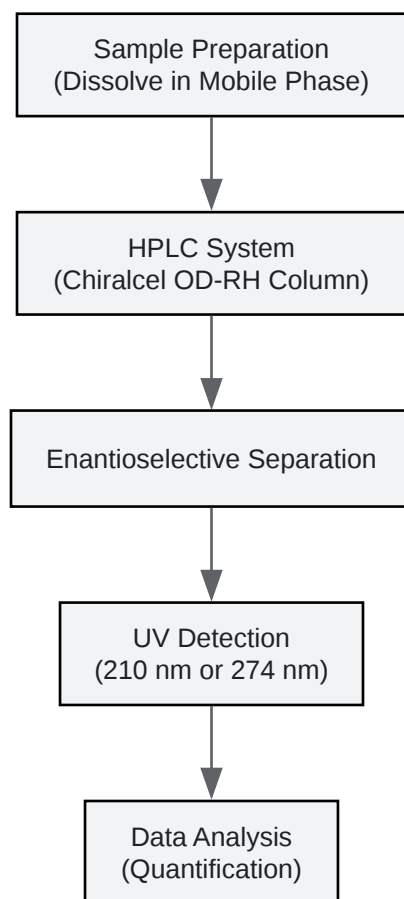 Sample Preparation
(Dissolve in Mobile Phase)
HPLC System
(Chiralcel OD-RH Column)
Enantioselective Separation
UV Detection
(210 nm or 274 nm)
Data Analysis
(Quantification)